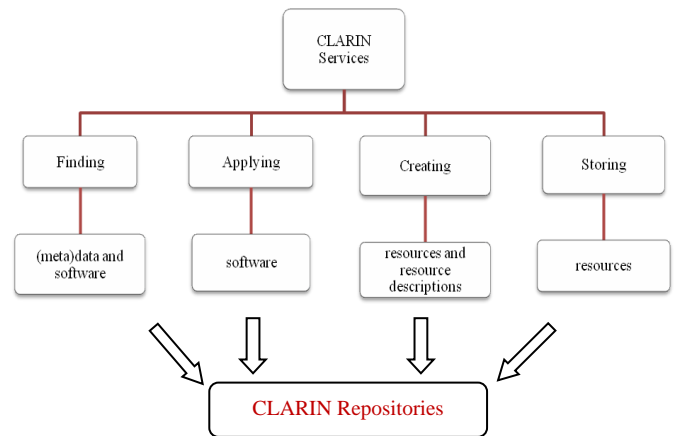 CLARIN
Services
Finding
Applying
Creating
Storing
(meta)data and
software
software
resources and
resource
descriptions
resources
CLARIN Repositories